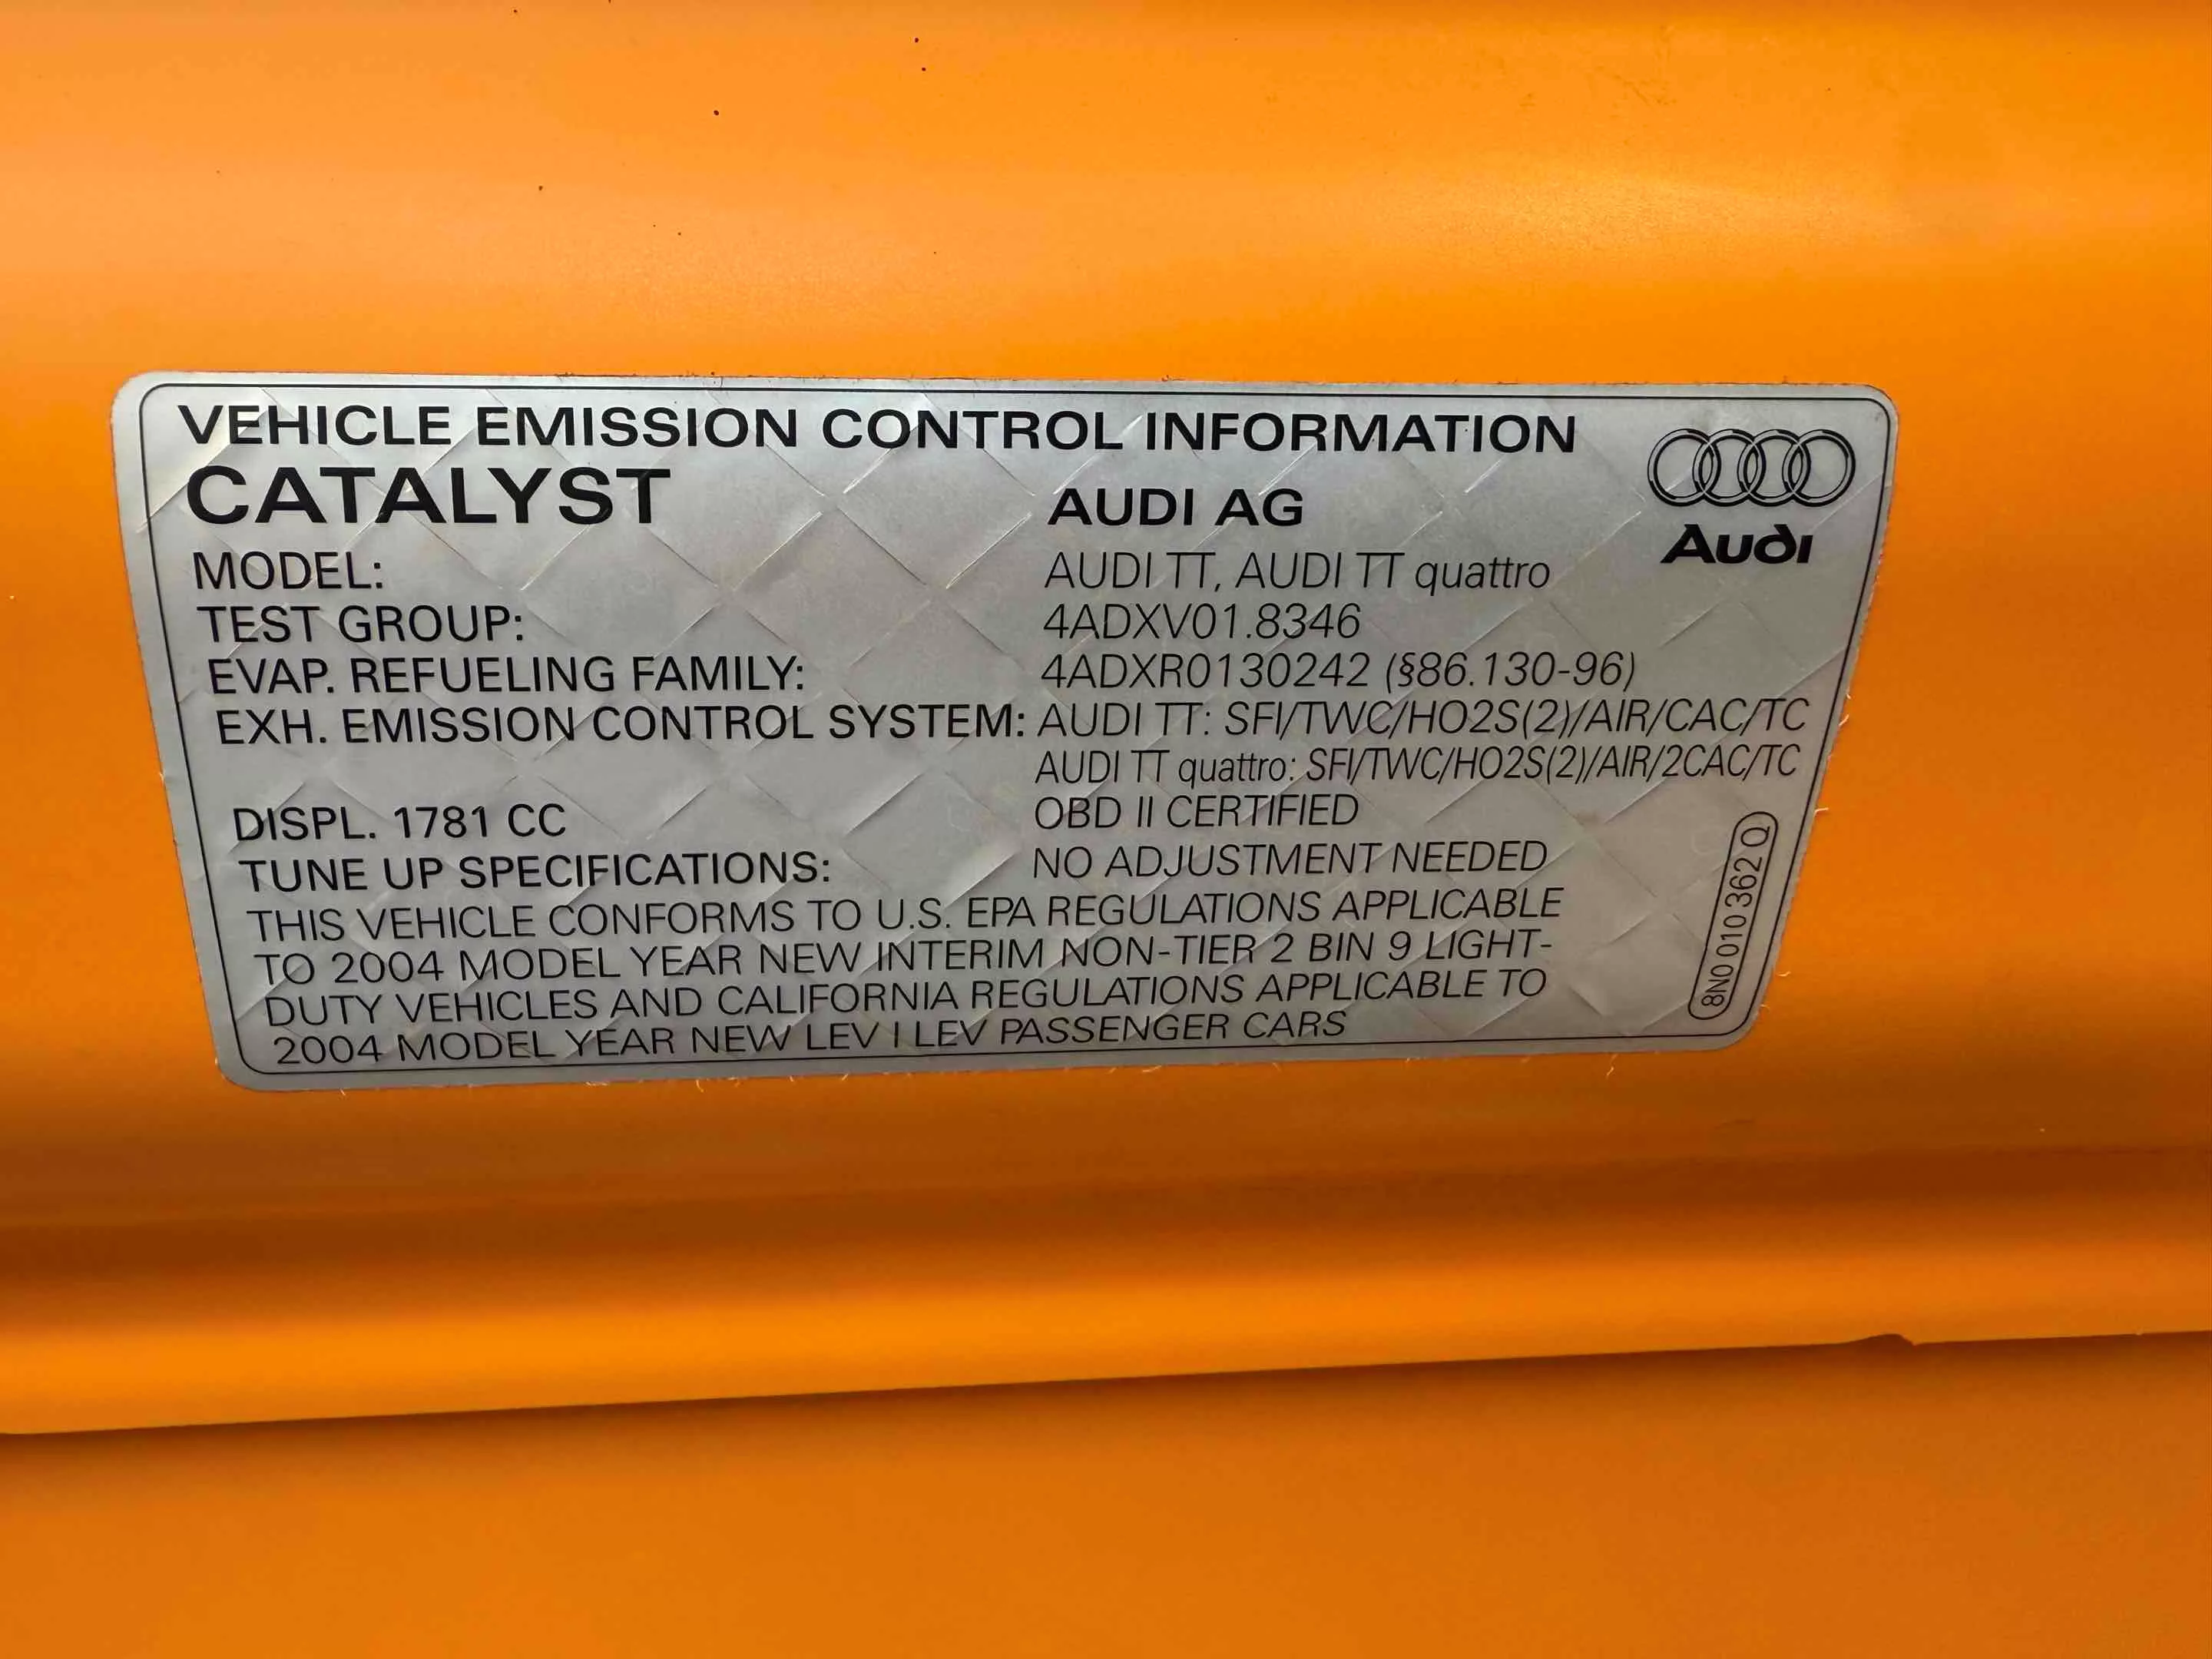 VEHICLE EMISSION CONTROL INFORMATION
CATALYST AUDI AG
Audi
MODEL: AUDI TT, AUDI TT quattro
TEST GROUP: 4ADXV01.8346
EVAP. REFUELING FAMILY: 4ADXR0130242 (§86.130-96)
EXH. EMISSION CONTROL SYSTEM: AUDI TT: SFI/TWC/HO2S(2)/AIR/CAC/TC
AUDI TT quattro: SFI/TWC/HO2S(2)/AIR/2CAC/TC
DISPL. 1781 CC OBD II CERTIFIED
TUNE UP SPECIFICATIONS: NO ADJUSTMENT NEEDED
THIS VEHICLE CONFORMS TO U.S. EPA REGULATIONS APPLICABLE
TO 2004 MODEL YEAR NEW INTERIM NON-TIER 2 BIN 9 LIGHT-
DUTY VEHICLES AND CALIFORNIA REGULATIONS APPLICABLE TO
2004 MODEL YEAR NEW LEV I LEV PASSENGER CARS
8N0 010 362 Q